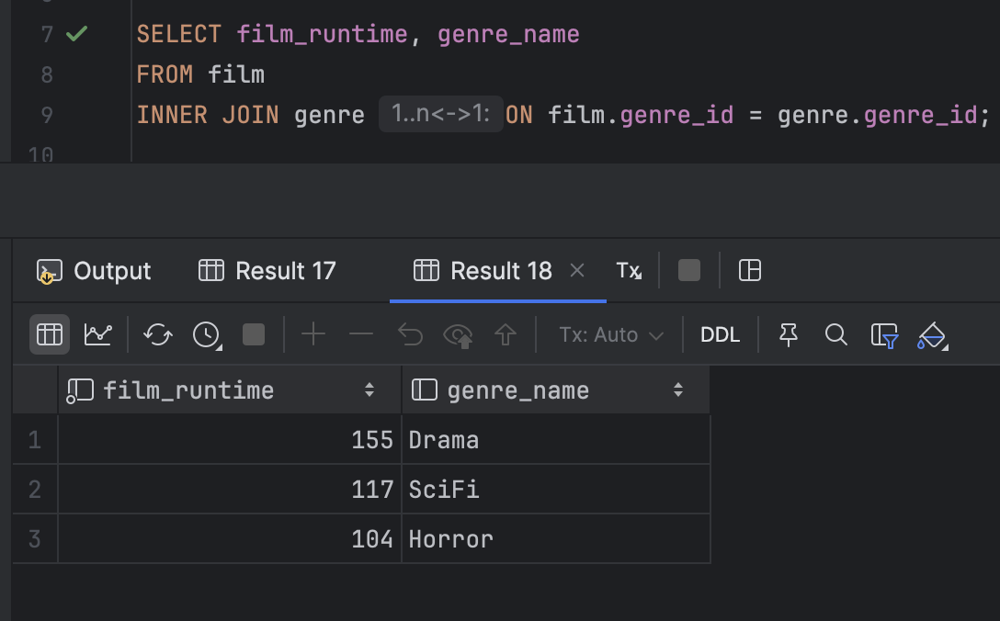 7 SELECT film_runtime, genre_name
8 FROM film
9 INNER JOIN genre 1..n<->1: ON film.genre_id = genre.genre_id;
10
Output Result 17 Result 18 Tx
Tx: Auto DDL
film_runtime genre_name
1 155 Drama
2 117 SciFi
3 104 Horror